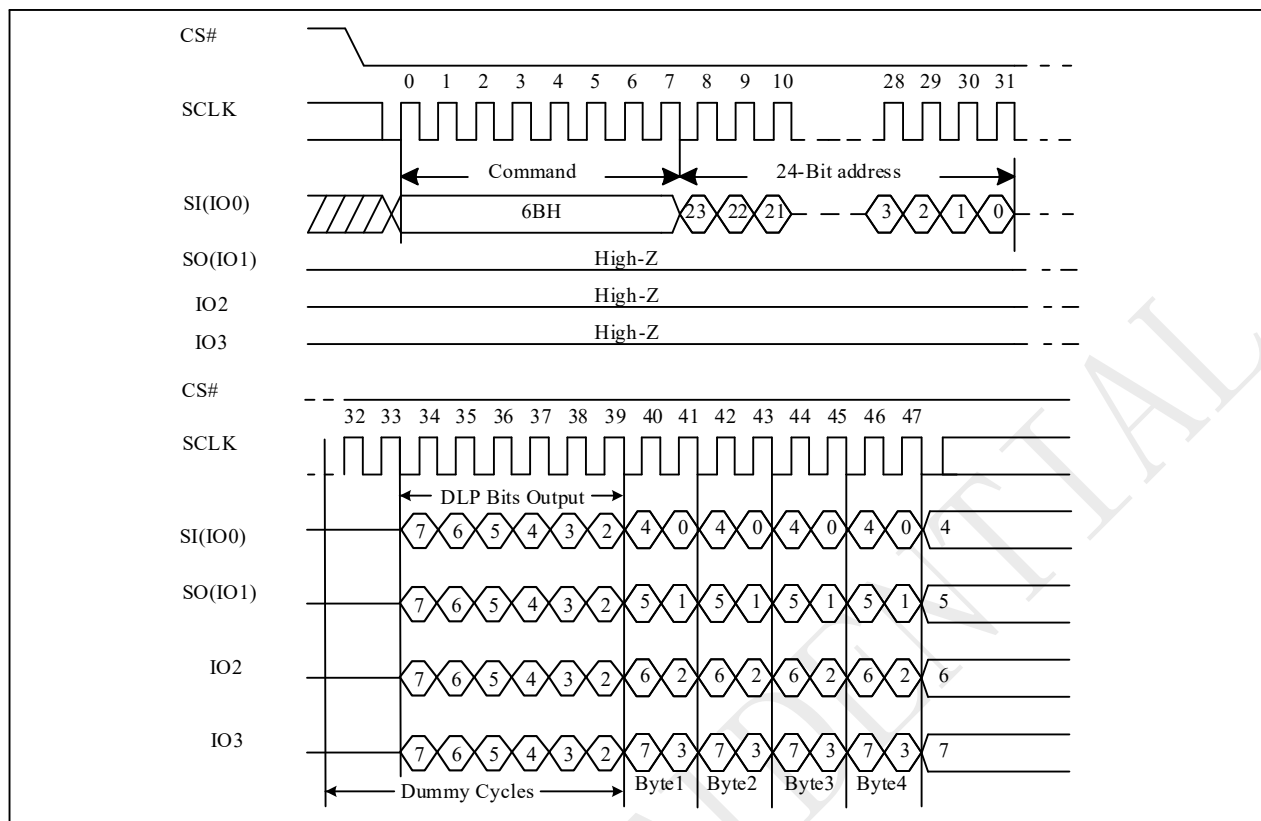 CS#
0 1 2 3 4 5 6 7 8 9 10 28 29 30 31
SCLK
Command 24-Bit address
SI(IO0) 6BH 23 22 21 3 2 1 0
SO(IO1) High-Z
IO2 High-Z
IO3 High-Z
CS#
32 33 34 35 36 37 38 39 40 41 42 43 44 45 46 47
SCLK
DLP Bits Output
SI(IO0) 7 6 5 4 3 2 4 0 4 0 4 0 4 0 4
SO(IO1) 7 6 5 4 3 2 5 1 5 1 5 1 5 1 5
IO2 7 6 5 4 3 2 6 2 6 2 6 2 6 2 6
IO3 7 6 5 4 3 2 7 3 7 3 7 3 7 3 7
Dummy Cycles Byte1 Byte2 Byte3 Byte4